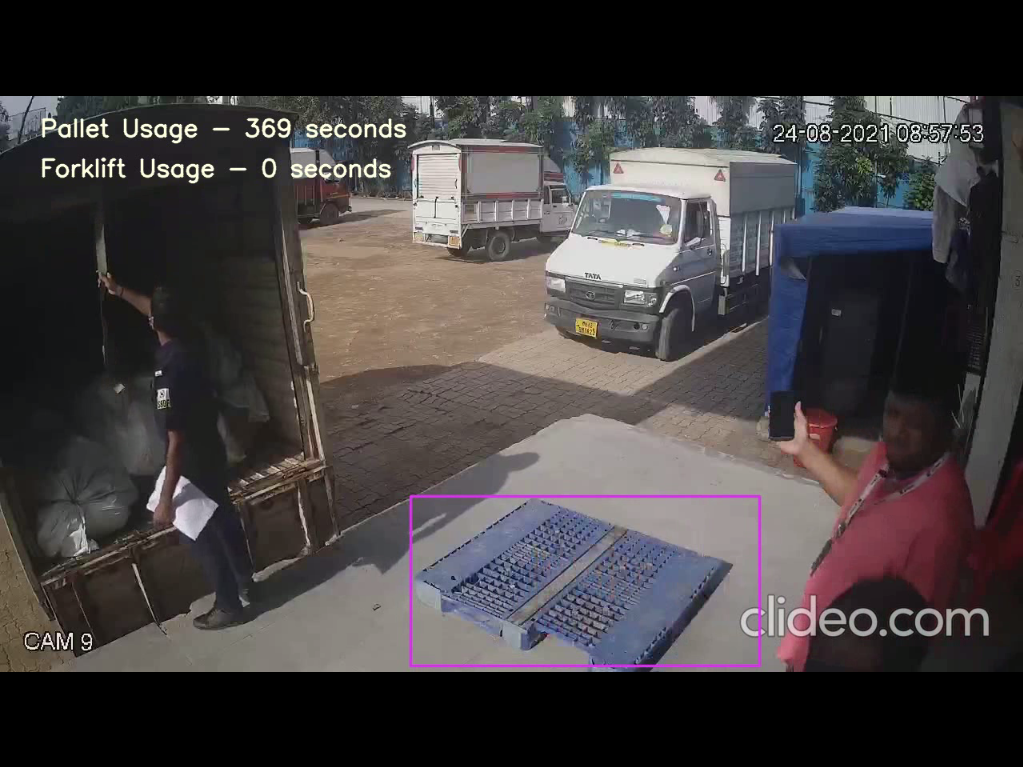 Pallet Usage – 369 seconds
24-08-2021 08:57:53
Forklift Usage – 0 seconds
TATA
clideo.com
CAM 9